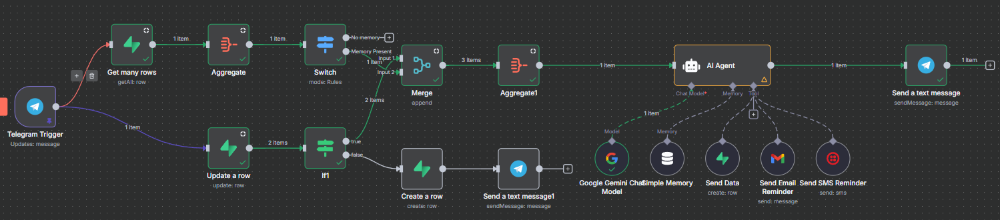 1 item
Get many rows
getAll: row
1 item
Aggregate
Switch
mode: Rules
No memory
Memory Present
1 item
Input 1
Input 2
Merge
append
3 items
Aggregate1
1 item
AI Agent
Chat Model*
Memory
Tool
1 item
Send a text message
sendMessage: message
1 item
Telegram Trigger
Updates: message
1 item
Update a row
update: row
2 items
If1
true
false
2 items
Create a row
create: row
Send a text message1
sendMessage: message
1 item
Model
Google Gemini Chat
Model
Memory
Simple Memory
Send Data
create: row
Send Email
Reminder
send: message
Send SMS Reminder
send: sms